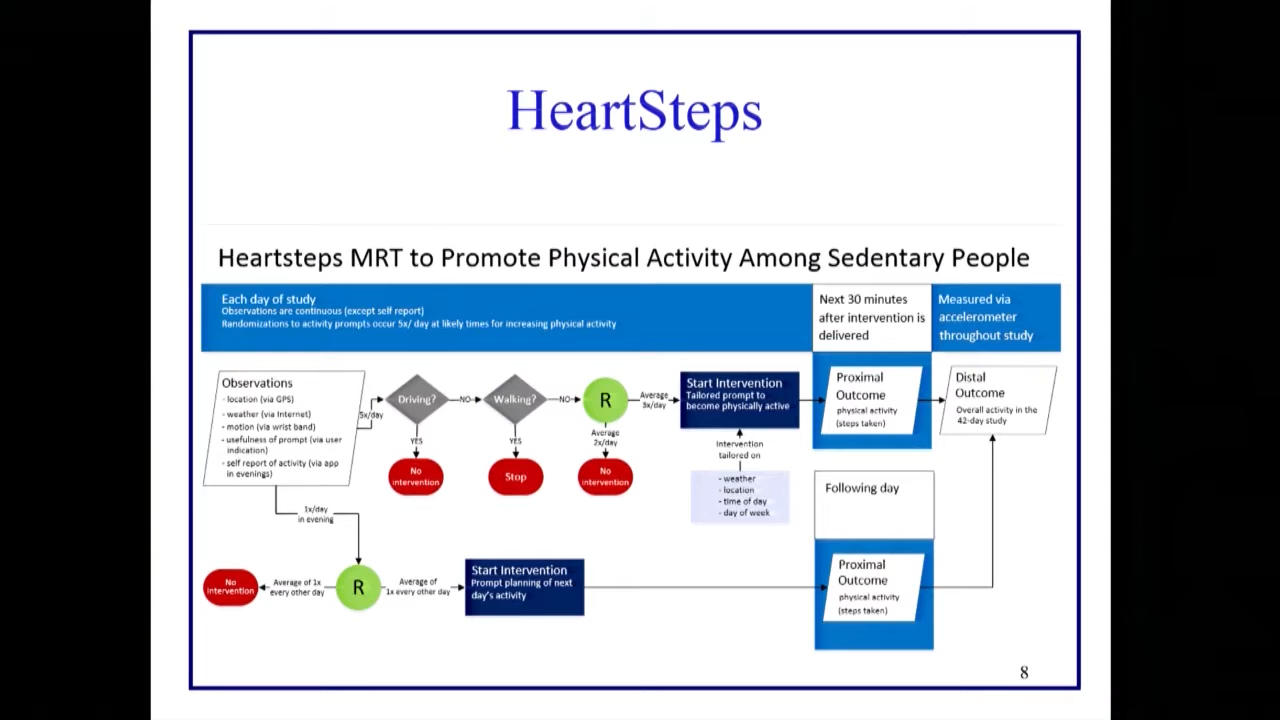 HeartSteps
Heartsteps MRT to Promote Physical Activity Among Sedentary People
Each day of study
Observations are continuous (except self report)
Randomizations to activity prompts occur 5x/ day at likely times for increasing physical activity
Next 30 minutes
after intervention is
delivered
Measured via
accelerometer
throughout study
Observations
- location (via GPS)
- weather (via Internet)
- motion (via wrist band)
- usefulness of prompt (via user
indication)
- self report of activity (via app
in evenings)
5x/day
Driving?
NO
Walking?
NO
R
Average
3x/day
Start Intervention
Tailored prompt to
become physically active
Proximal
Outcome
physical activity
(steps taken)
Distal
Outcome
Overall activity in the
42-day study
YES
YES
Average
2x/day
No
intervention
Stop
No
intervention
Intervention
tailored on
- weather
- location
- time of day
- day of week
Following day
1x/day
in evening
No
intervention
Average of 1x
every other day
R
Average of
1x every other day
Start Intervention
Prompt planning of next
day's activity
Proximal
Outcome
physical activity
(steps taken)
8